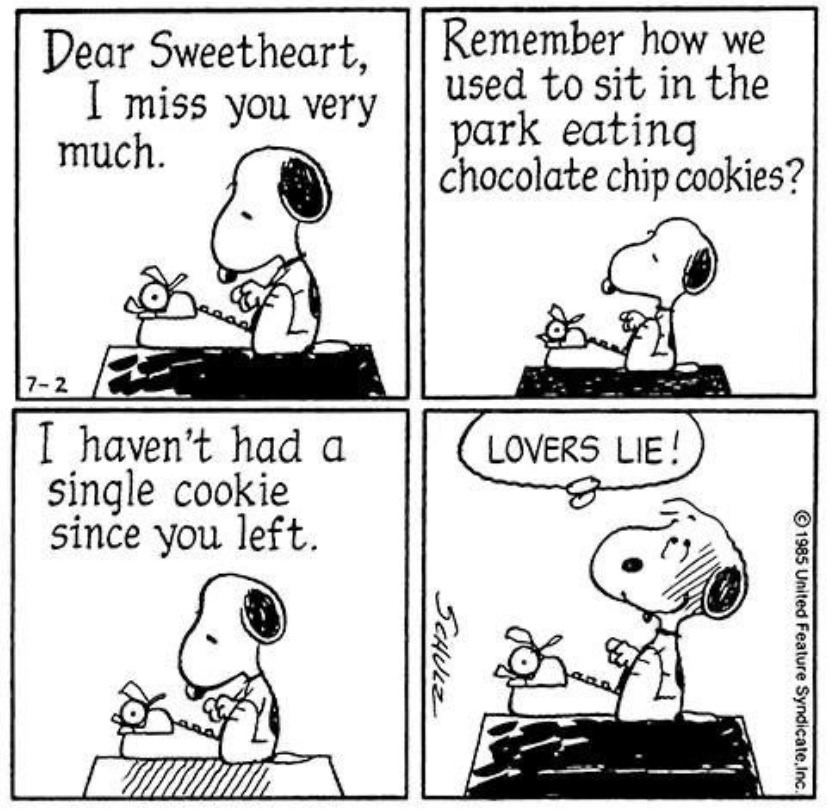 Dear Sweetheart,
I miss you very
much.
7-2
Remember how we
used to sit in the
park eating
chocolate chip cookies?
I haven't had a
single cookie
since you left.
LOVERS LIE!
SCHULZ
© 1985 United Feature Syndicate, Inc.